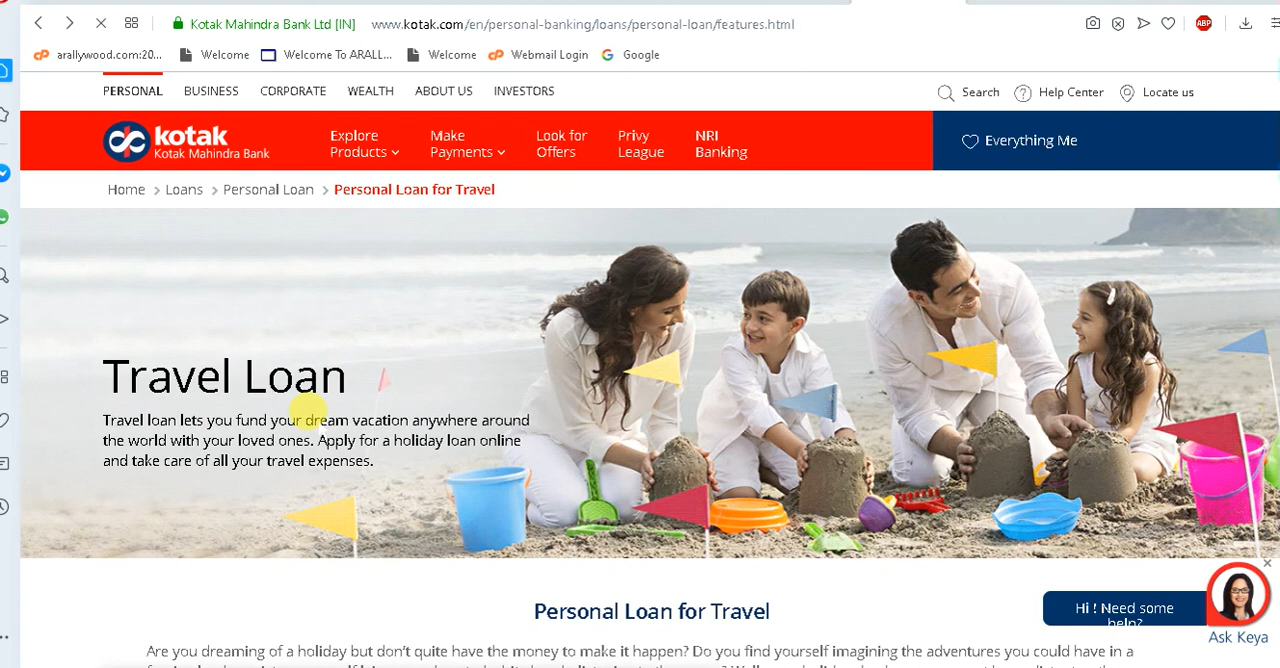 Kotak Mahindra Bank Ltd [IN] www.kotak.com/en/personal-banking/loans/personal-loan/features.html
ABP
arallywood.com:20... Welcome Welcome To ARALL... Welcome Webmail Login Google
PERSONAL BUSINESS CORPORATE WEALTH ABOUT US INVESTORS Search Help Center Locate us
kotak
Kotak Mahindra Bank
Explore Products
Make Payments
Look for Offers
Privy League
NRI Banking
Everything Me
Home > Loans > Personal Loan > Personal Loan for Travel
Travel Loan
Travel loan lets you fund your dream vacation anywhere around
the world with your loved ones. Apply for a holiday loan online
and take care of all your travel expenses.
Personal Loan for Travel
Hi ! Need some
help?
Ask Keya
Are you dreaming of a holiday but don't quite have the money to make it happen? Do you find yourself imagining the adventures you could have in a